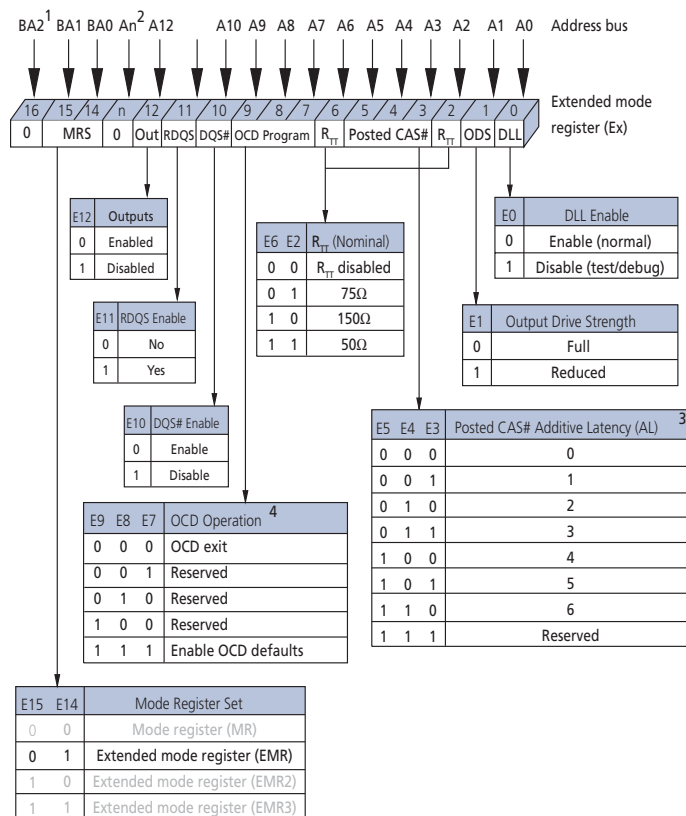 BA2¹ BA1 BA0 An² A12 A10 A9 A8 A7 A6 A5 A4 A3 A2 A1 A0 Address bus
16 15 14 n 12 11 10 9 8 7 6 5 4 3 2 1 0 Extended mode
register (Ex)
0 MRS 0 Out RDQS DQS# OCD Program R_TT Posted CAS# R_TT ODS DLL
E12 Outputs
0 Enabled
1 Disabled
E11 RDQS Enable
0 No
1 Yes
E10 DQS# Enable
0 Enable
1 Disable
E9 E8 E7 OCD Operation 4
0 0 0 OCD exit
0 0 1 Reserved
0 1 0 Reserved
1 0 0 Reserved
1 1 1 Enable OCD defaults
E15 E14 Mode Register Set
0 0 Mode register (MR)
0 1 Extended mode register (EMR)
1 0 Extended mode register (EMR2)
1 1 Extended mode register (EMR3)
E6 E2 R_TT (Nominal)
0 0 R_TT disabled
0 1 75Ω
1 0 150Ω
1 1 50Ω
E0 DLL Enable
0 Enable (normal)
1 Disable (test/debug)
E1 Output Drive Strength
0 Full
1 Reduced
E5 E4 E3 Posted CAS# Additive Latency (AL) 3
0 0 0 0
0 0 1 1
0 1 0 2
0 1 1 3
1 0 0 4
1 0 1 5
1 1 0 6
1 1 1 Reserved